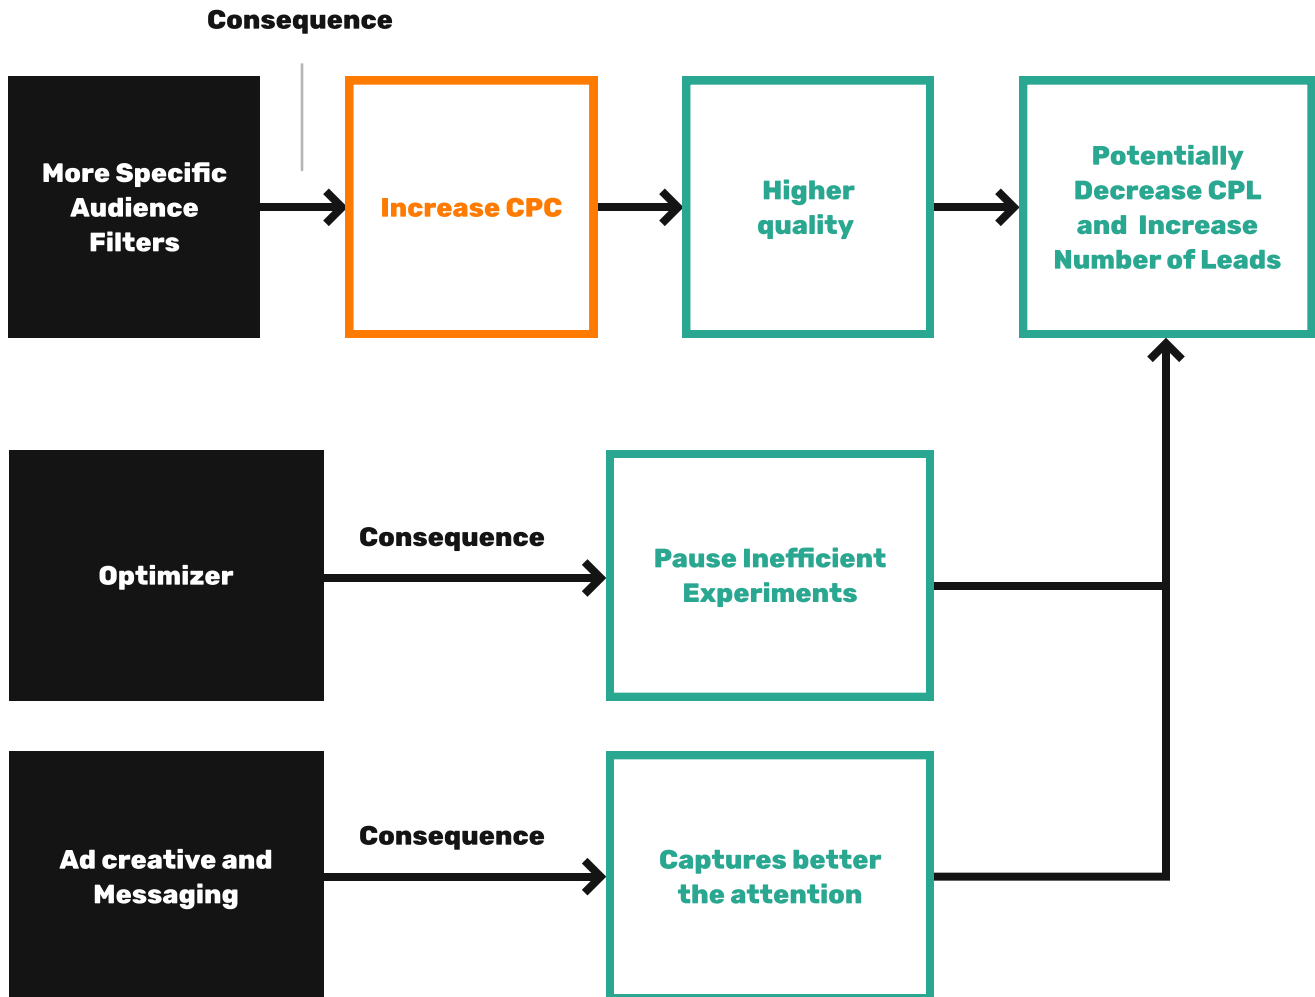 Consequence
More Specific
Audience
Filters
Increase CPC
Higher
quality
Potentially
Decrease CPL
and Increase
Number of Leads
Optimizer
Consequence
Pause Inefficient
Experiments
Ad creative and
Messaging
Consequence
Captures better
the attention